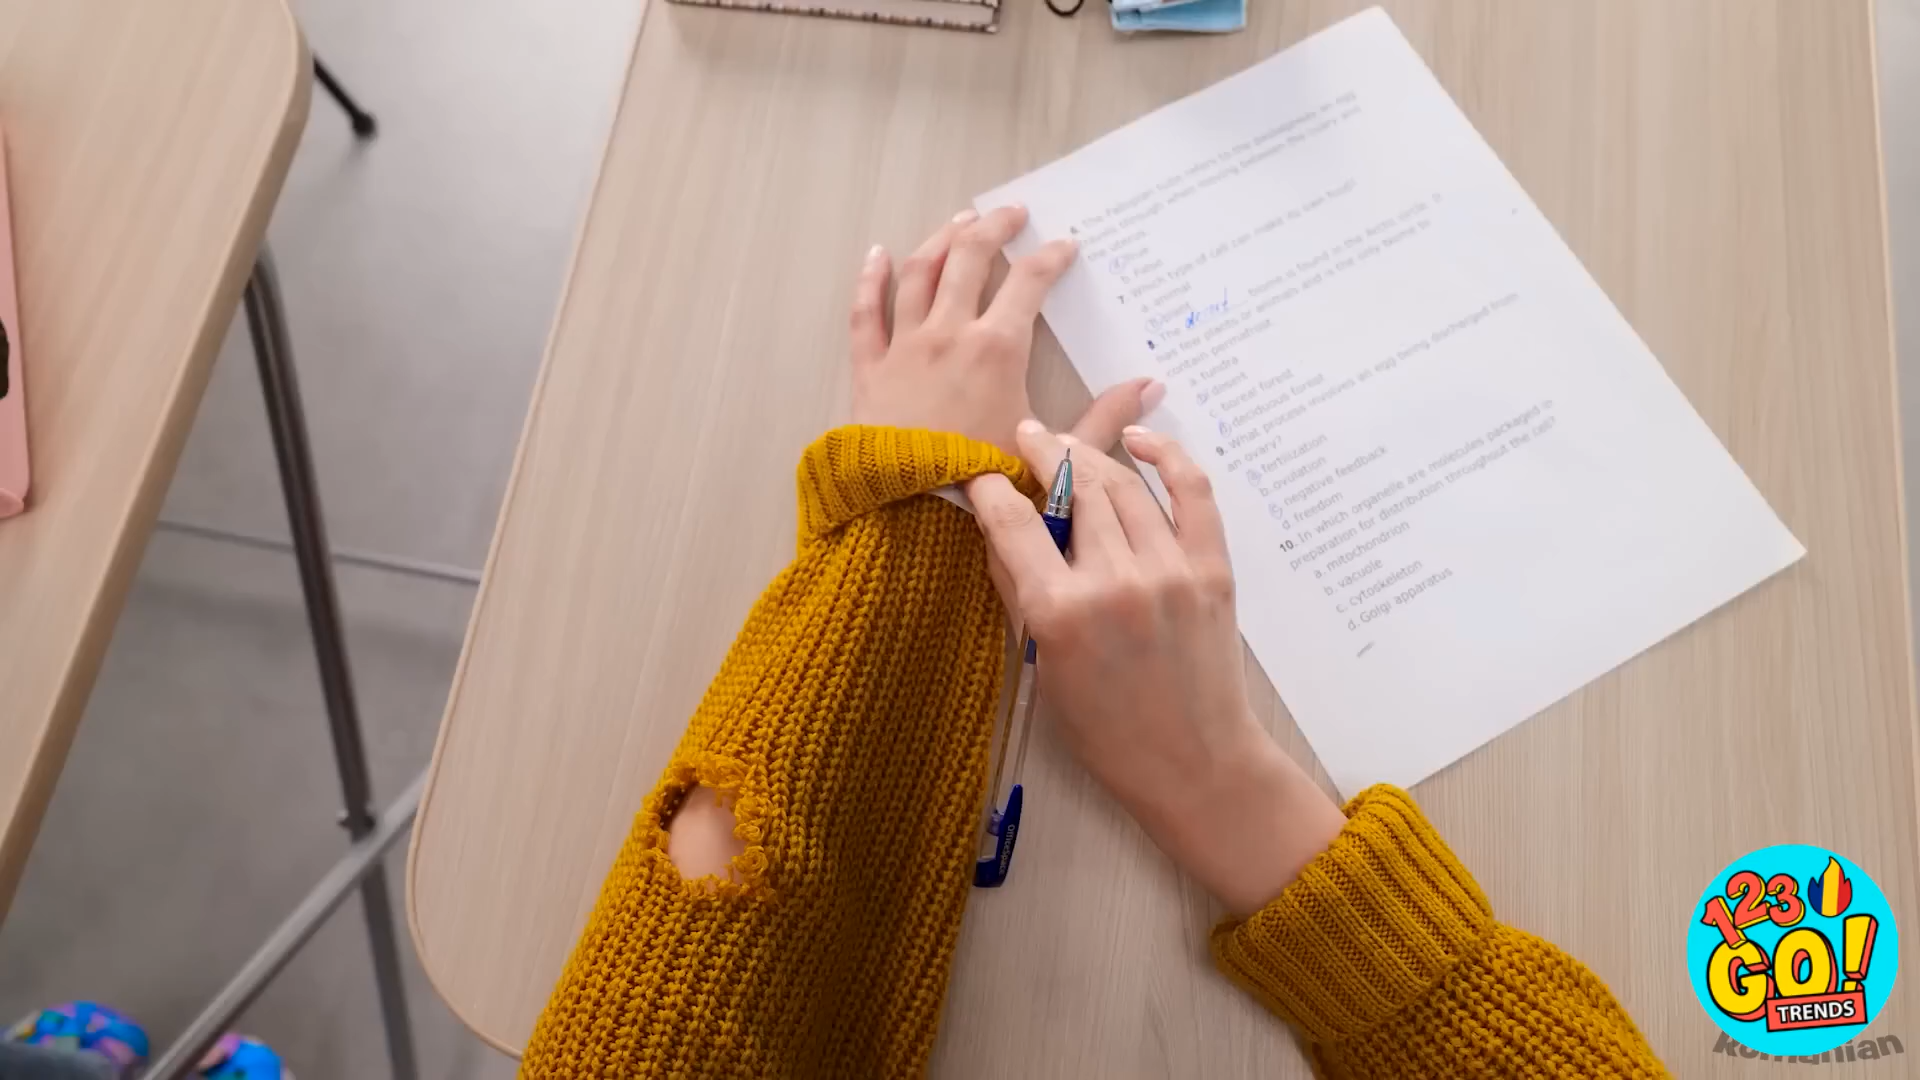 6. The Fallopian tube refers to the passageway an egg
travels through when moving between the ovary and
the uterus.
a. True
b. False
7. Which type of cell can make its own food?
a. animal
b. plant
8. The desert biome is found in the Arctic circle. It
has few plants or animals and is the only biome to
contain permafrost.
a. tundra
b. desert
c. boreal forest
d. deciduous forest
9. What process involves an egg being discharged from
an ovary?
a. fertilization
b. ovulation
c. negative feedback
d. freedom
10. In which organelle are molecules packaged in
preparation for distribution throughout the cell?
a. mitochondrion
b. vacuole
c. cytoskeleton
d. Golgi apparatus
OfficeSpace
123
GO!
TRENDS
Romanian